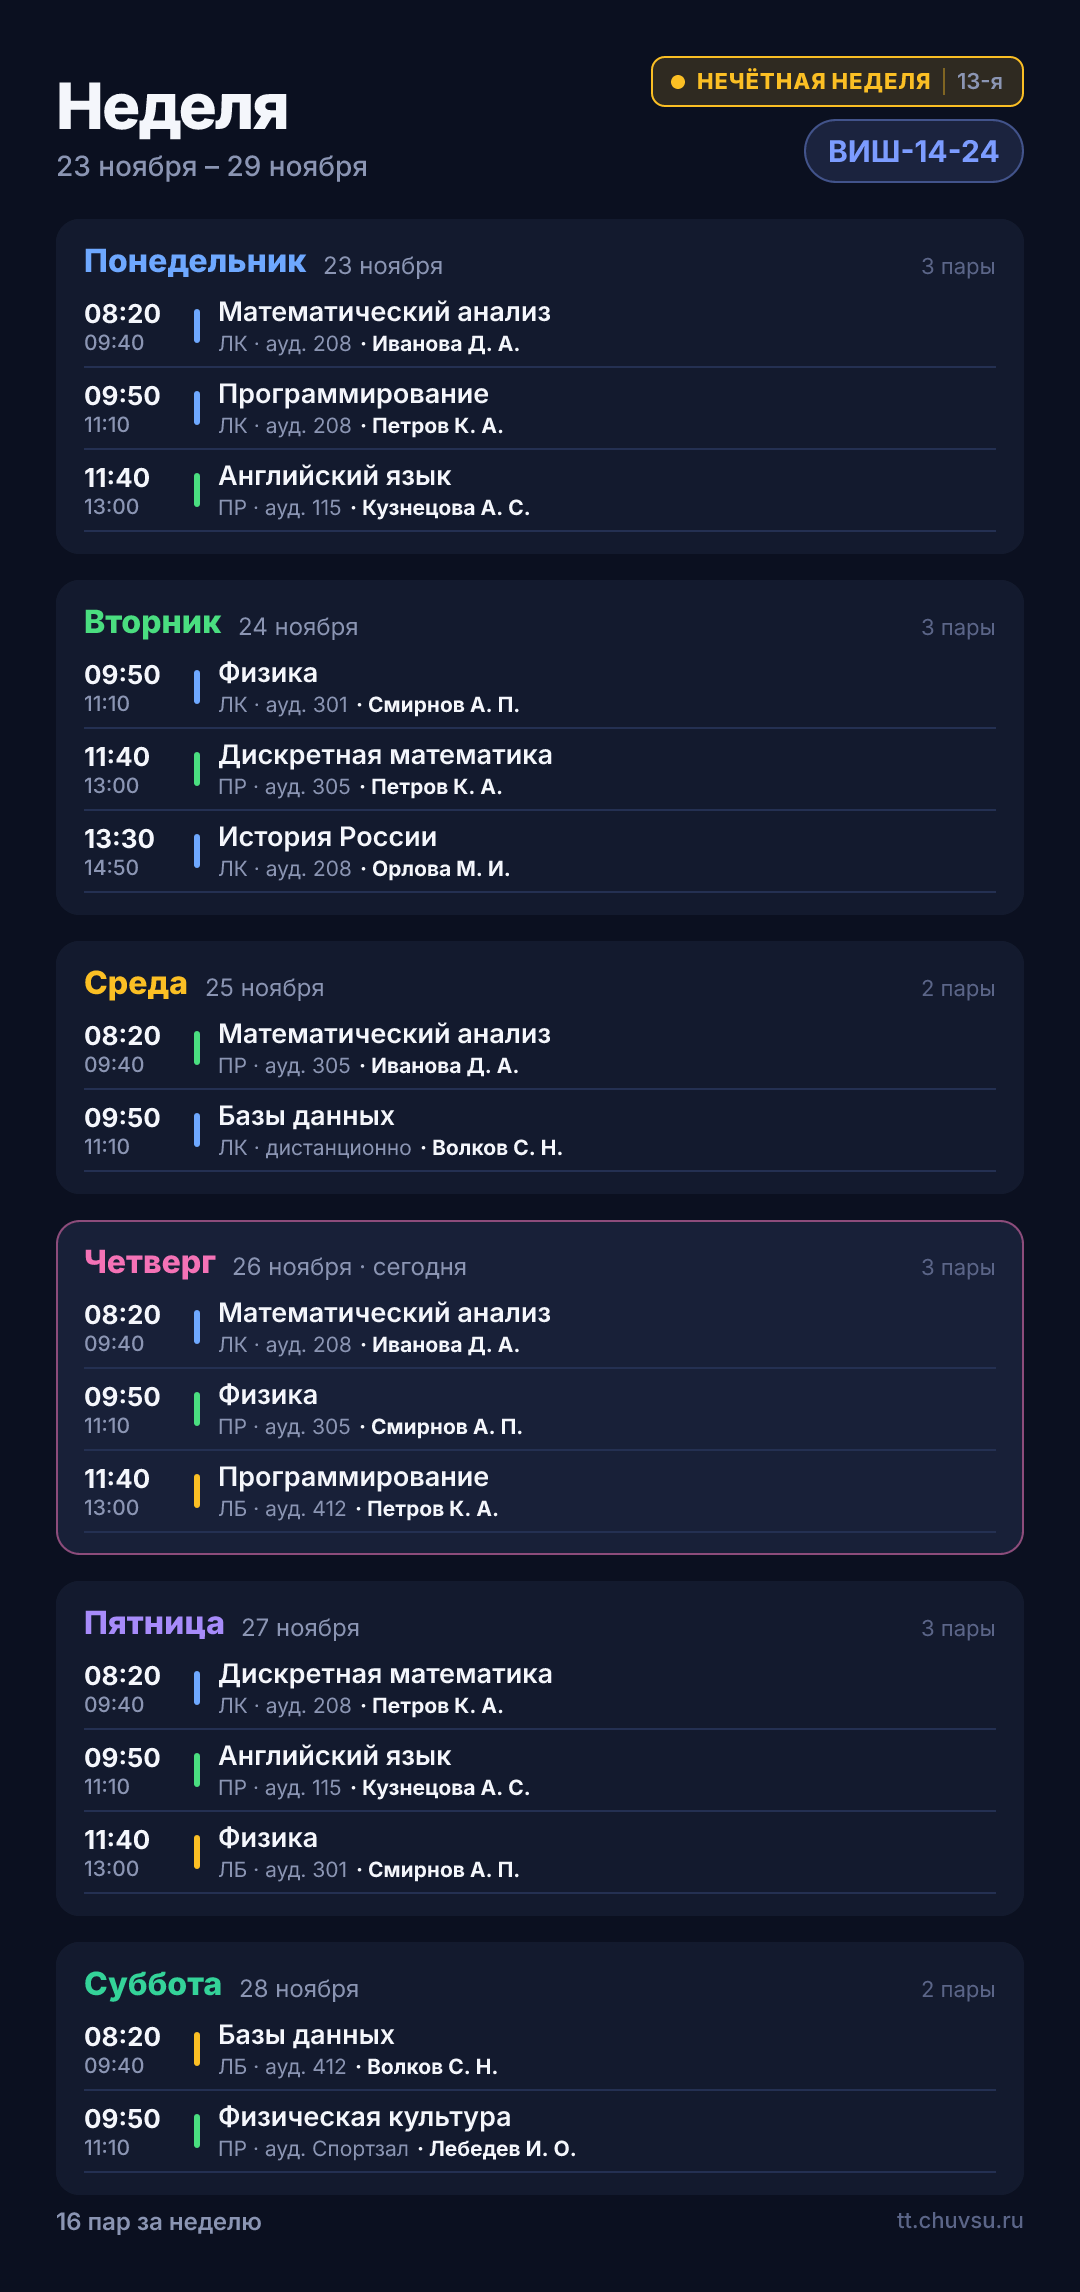 Неделя
23 ноября – 29 ноября
НЕЧЁТНАЯ НЕДЕЛЯ | 13-я
ВИШ-14-24
Понедельник 23 ноября 3 пары
08:20 Математический анализ
09:40 ЛК · ауд. 208 · Иванова Д. А.
09:50 Программирование
11:10 ЛК · ауд. 208 · Петров К. А.
11:40 Английский язык
13:00 ПР · ауд. 115 · Кузнецова А. С.
Вторник 24 ноября 3 пары
09:50 Физика
11:10 ЛК · ауд. 301 · Смирнов А. П.
11:40 Дискретная математика
13:00 ПР · ауд. 305 · Петров К. А.
13:30 История России
14:50 ЛК · ауд. 208 · Орлова М. И.
Среда 25 ноября 2 пары
08:20 Математический анализ
09:40 ПР · ауд. 305 · Иванова Д. А.
09:50 Базы данных
11:10 ЛК · дистанционно · Волков С. Н.
Четверг 26 ноября · сегодня 3 пары
08:20 Математический анализ
09:40 ЛК · ауд. 208 · Иванова Д. А.
09:50 Физика
11:10 ПР · ауд. 305 · Смирнов А. П.
11:40 Программирование
13:00 ЛБ · ауд. 412 · Петров К. А.
Пятница 27 ноября 3 пары
08:20 Дискретная математика
09:40 ЛК · ауд. 208 · Петров К. А.
09:50 Английский язык
11:10 ПР · ауд. 115 · Кузнецова А. С.
11:40 Физика
13:00 ЛБ · ауд. 301 · Смирнов А. П.
Суббота 28 ноября 2 пары
08:20 Базы данных
09:40 ЛБ · ауд. 412 · Волков С. Н.
09:50 Физическая культура
11:10 ПР · ауд. Спортзал · Лебедев И. О.
16 пар за неделю tt.chuvsu.ru